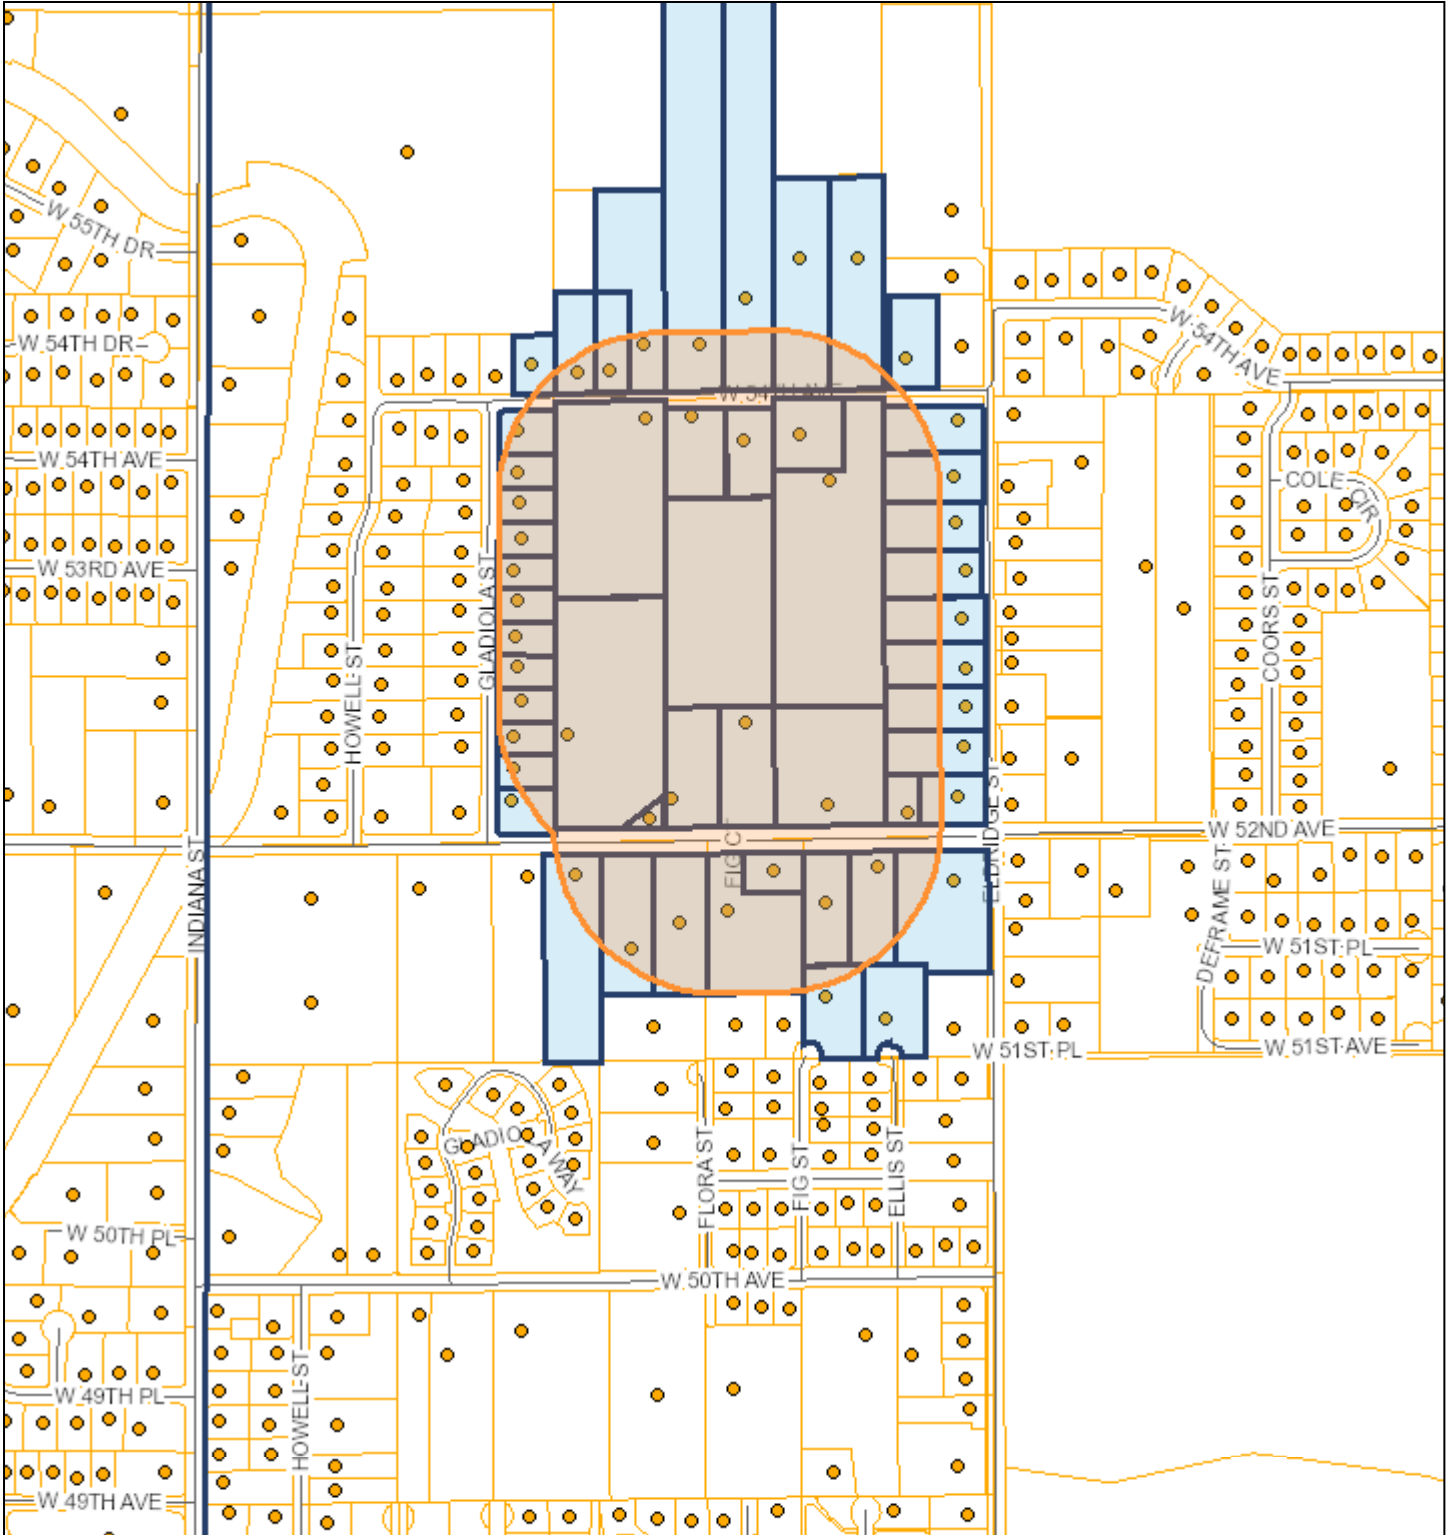 W 55TH DR
W 54TH DR
W 54TH AVE
W 54TH AVE
W 54TH AVE
COLE CIR
W 53RD AVE
GLADIOLA ST
HOWELL ST
COORS ST
ELDRIDGE ST
W 52ND AVE
INDIANA ST
FIG CT
DEFRAME ST
W 51ST PL
W 51ST PL
W 51ST AVE
GLADIOLA WAY
FLORA ST
FIG ST
ELLIS ST
W 50TH PL
W 50TH AVE
HOWELL ST
W 49TH PL
W 49TH AVE